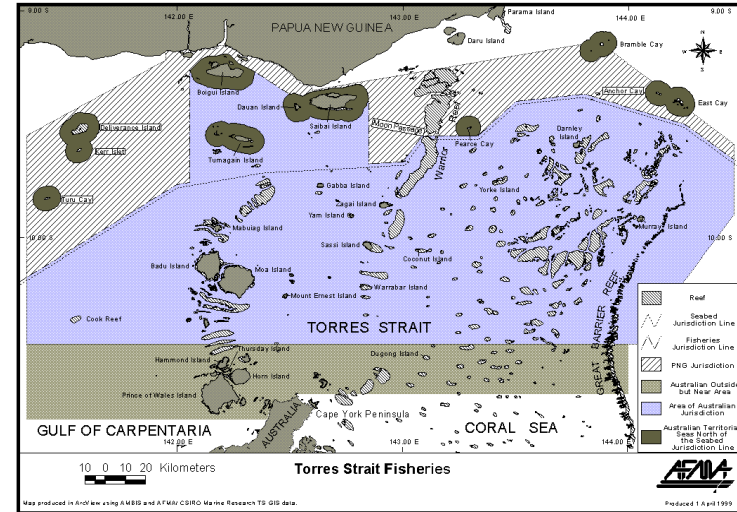 9.00 S
142.00 E
143.00 E
144.00 E
9.00 S
Parama Island
PAPUA NEW GUINEA
Daru Island
Bramble Cay
N
W
E
S
Boigui Island
Anchor Cay
East Cay
Dauan Island
Saibai Island
Moon Passage
Warrior Reef
Deliverance Island
Kerr Islet
Turnagain Island
Pearce Cay
Darnley
Island
Gabba Island
Yorke Island
Turu Cay
Zagai Island
Yam Island
Mabuiag Island
Murray Island
10.00 S
10.00 S
Sassi Island
Coconut Island
Badu Island
Moa Island
Warrabar Island
Mount Ernest Island
Cook Reef
TORRES STRAIT
GREAT BARRIER REEF
Thursday Island
Hammond Island
Dugong Island
Horn Island
Prince of Wales Island
AUSTRALIA
Cape York Peninsula
GULF OF CARPENTARIA
CORAL SEA
142.00 E
143.00 E
144.00 E
Reef
Seabed
Jurisdiction Line
Fisheries
Jurisdiction Line
PNG Jurisdiction
Australian Outside
but Near Area
Area of Australian
Jurisdiction
Australian Territorial
Seas North of
the Seabed
Jurisdiction Line
10 0 10 20 Kilometers
Torres Strait Fisheries
AFMA
Map produced in ArcView using AMBIS and AFMA/CSIRO Marine Research TS GIS data.
Produced 1 April 1999